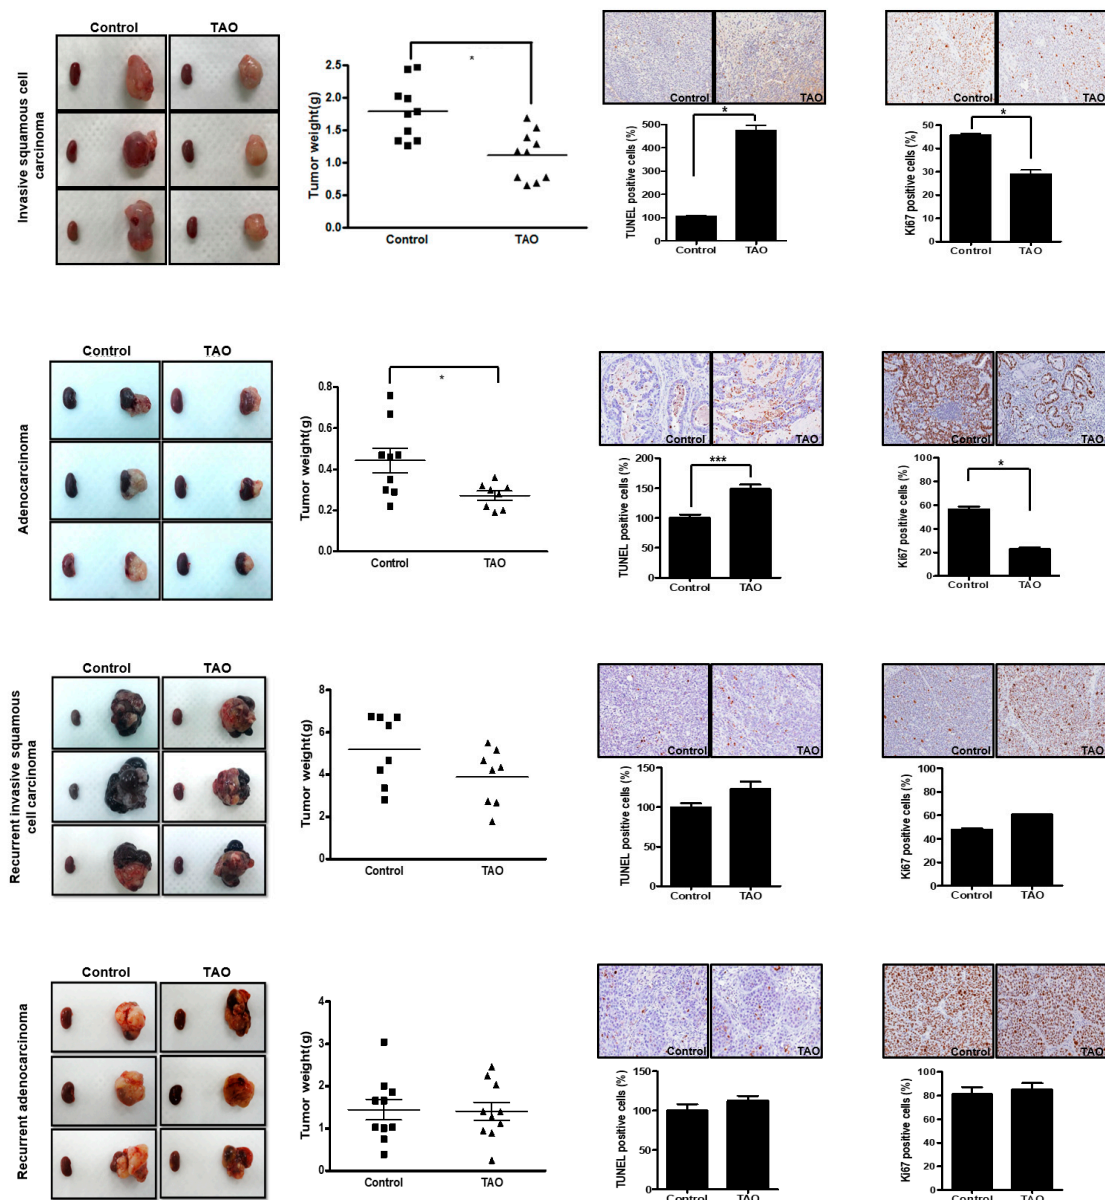 Control TAO
Invasive squamous cell
carcinoma
Tumor weight(g)
2.5
2.0
1.5
1.0
0.5
0.0
*
Control TAO
Control TAO
TUNEL positive cells (%)
500
400
300
200
100
0
*
Control TAO
Control TAO
Ki67 positive cells (%)
50
40
30
20
10
0
*
Control TAO
Control TAO
Adenocarcinoma
Tumor weight(g)
0.8
0.6
0.4
0.2
0.0
*
Control TAO
Control TAO
TUNEL positive cells (%)
200
150
100
50
0
***
Control TAO
Control TAO
Ki67 positive cells (%)
100
80
60
40
20
0
*
Control TAO
Control TAO
Recurrent invasive squamous
cell carcinoma
Tumor weight(g)
8
6
4
2
0
Control TAO
Control TAO
TUNEL positive cells (%)
150
100
50
0
Control TAO
Control TAO
Ki67 positive cells (%)
100
80
60
40
20
0
Control TAO
Control TAO
Recurrent adenocarcinoma
Tumor weight(g)
4
3
2
1
0
Control TAO
Control TAO
TUNEL positive cells (%)
150
100
50
0
Control TAO
Control TAO
Ki67 positive cells (%)
100
80
60
40
20
0
Control TAO